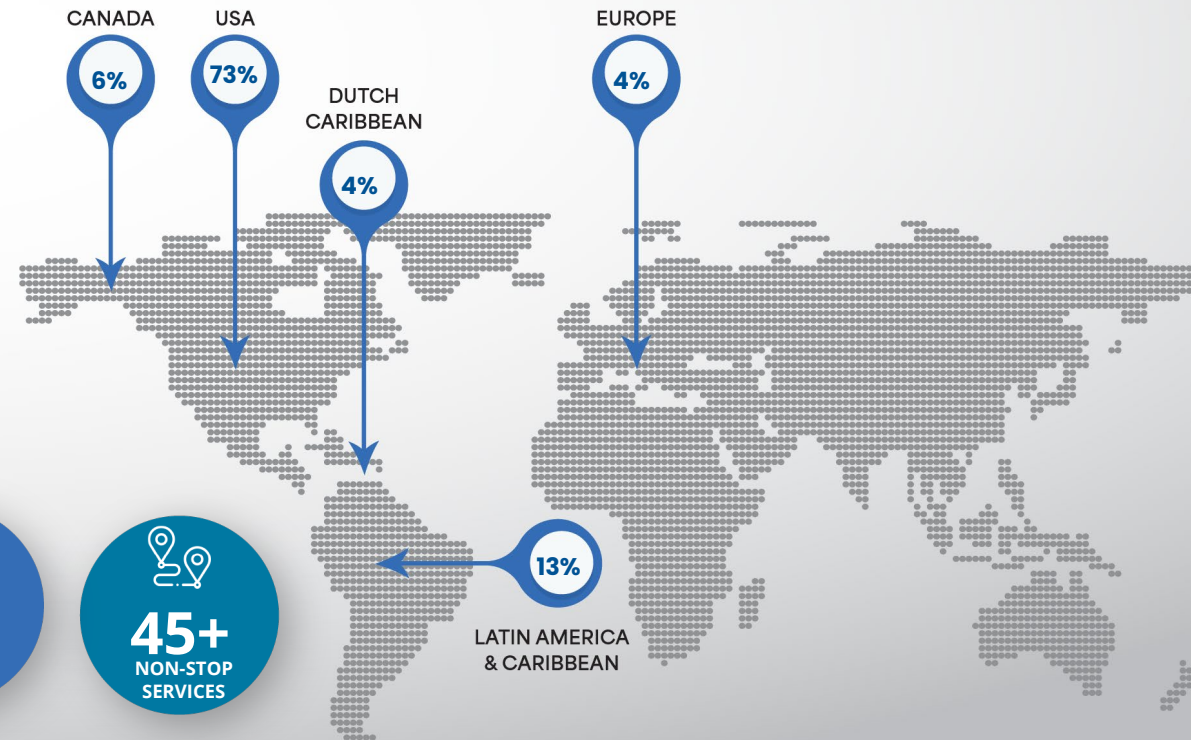 CANADA
6%
USA
73%
DUTCH
CARIBBEAN
4%
EUROPE
4%
13%
LATIN AMERICA
& CARIBBEAN
45+
NON-STOP
SERVICES